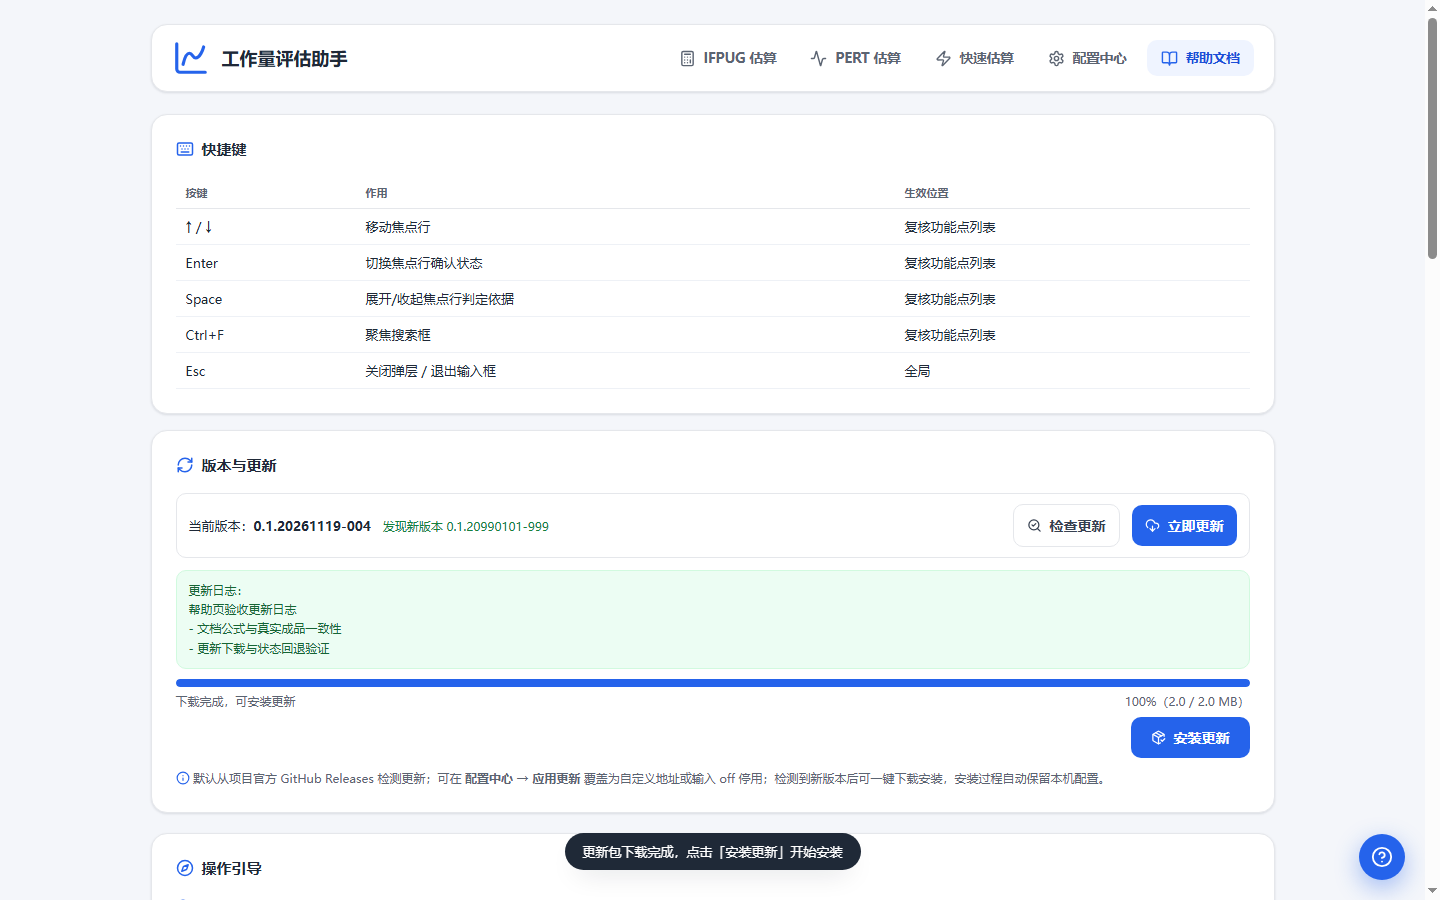 工作量评估助手
IFPUG 估算
PERT 估算
快速估算
配置中心
帮助文档
快捷键
按键 作用 生效位置
↑ / ↓ 移动焦点行 复核功能点列表
Enter 切换焦点行确认状态 复核功能点列表
Space 展开/收起焦点行判定依据 复核功能点列表
Ctrl+F 聚焦搜索框 复核功能点列表
Esc 关闭弹层 / 退出输入框 全局
版本与更新
当前版本：0.1.20261119-004 发现新版本 0.1.20990101-999
检查更新
立即更新
更新日志：
帮助页验收更新日志
- 文档公式与真实成品一致性
- 更新下载与状态回退验证
下载完成，可安装更新 100%（2.0 / 2.0 MB）
安装更新
默认从项目官方 GitHub Releases 检测更新；可在 配置中心 → 应用更新 覆盖为自定义地址或输入 off 停用；检测到新版本后可一键下载安装，安装过程自动保留本机配置。
操作引导
更新包下载完成，点击「安装更新」开始安装